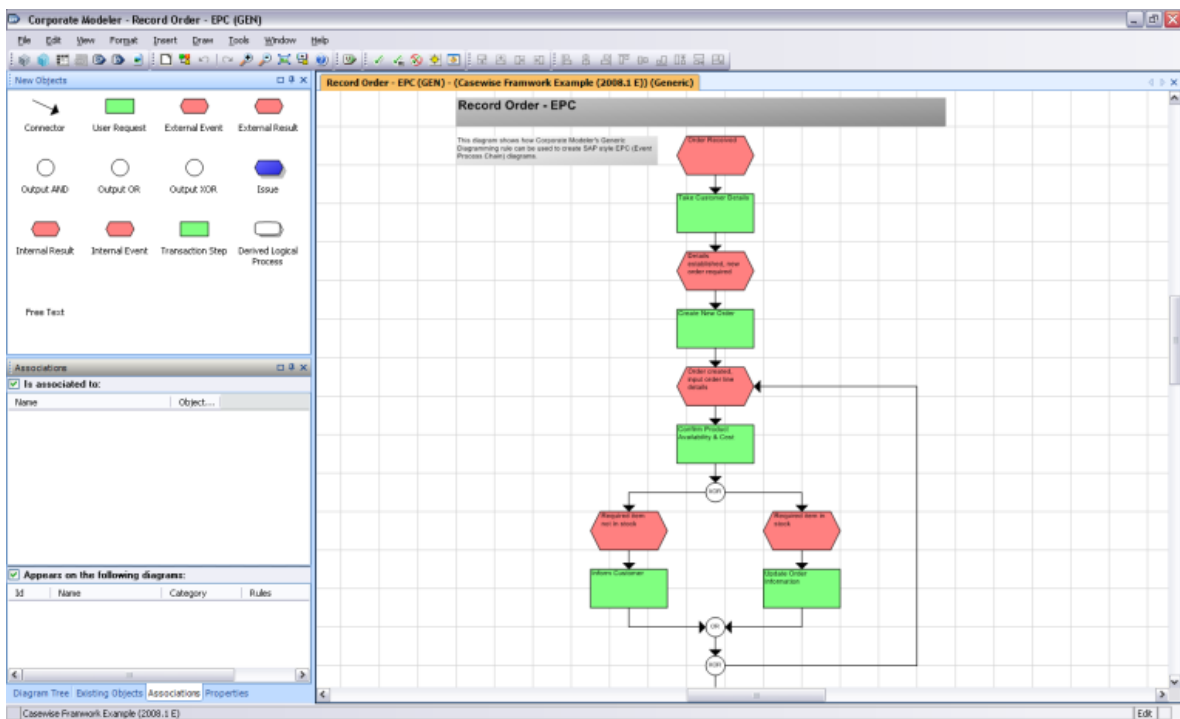 Corporate Modeler - Record Order - EPC (GEN)
File Edit View Format Insert Draw Tools Window Help
New Objects
Connector
User Request
External Event
External Result
Output AND
Output OR
Output XOR
Issue
Internal Result
Internal Event
Transaction Step
Derived Logical
Process
Free Text
Associations
Is associated to:
Name Object...
Appears on the following diagrams:
Id Name Category Rules
Diagram Tree Existing Objects Associations Properties
Casewise Framwork Example (2008.1 E)
Record Order - EPC (GEN) - (Casewise Framwork Example (2008.1 E)) (Generic)
Record Order - EPC
This diagram shows how Corporate Modeler's Generic
Diagramming rule can be used to create SAP style EPC (Event
Process Chain) diagrams.
Order Received
Take Customer Details
Details
established, new
order required
Create New Order
Order created,
input order line
details
Confirm Product
Availability & Cost
XOR
Required item
not in stock
Required item in
stock
Inform Customer
Update Order
Information
OR
XOR
Edit